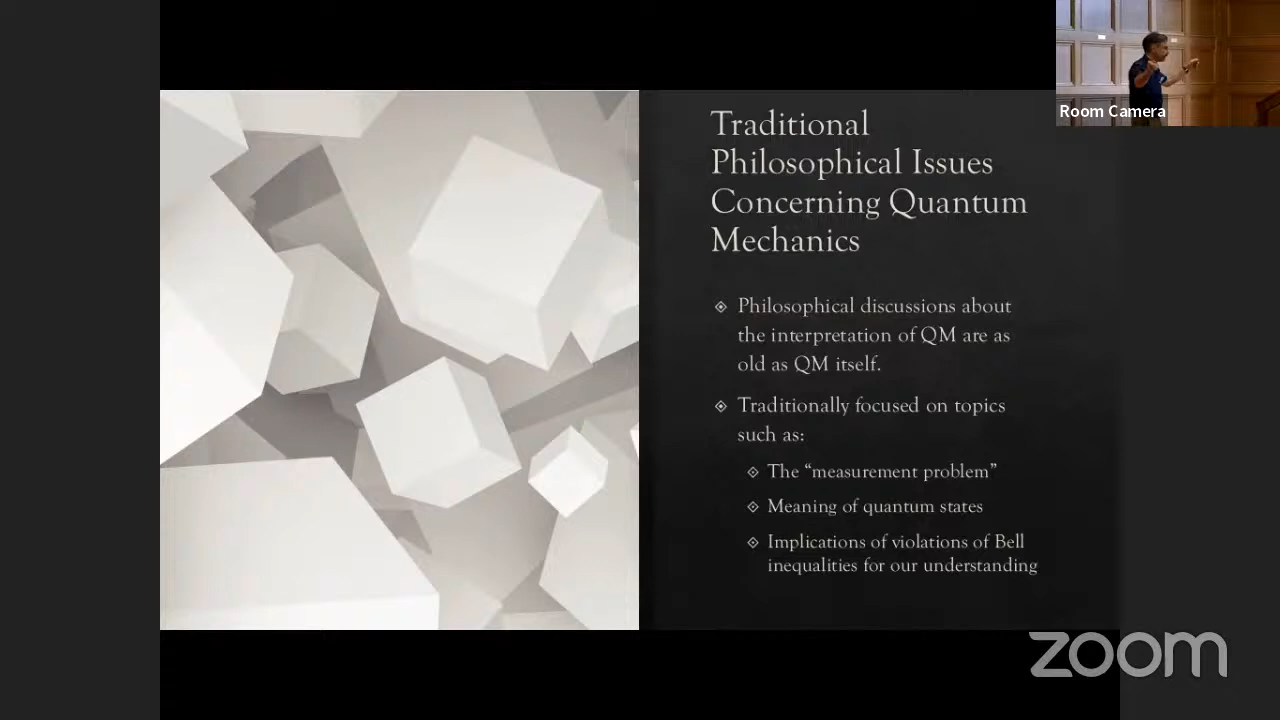 Room Camera
Traditional
Philosophical Issues
Concerning Quantum
Mechanics
Philosophical discussions about
the interpretation of QM are as
old as QM itself.
Traditionally focused on topics
such as:
The “measurement problem”
Meaning of quantum states
Implications of violations of Bell
inequalities for our understanding
zoom